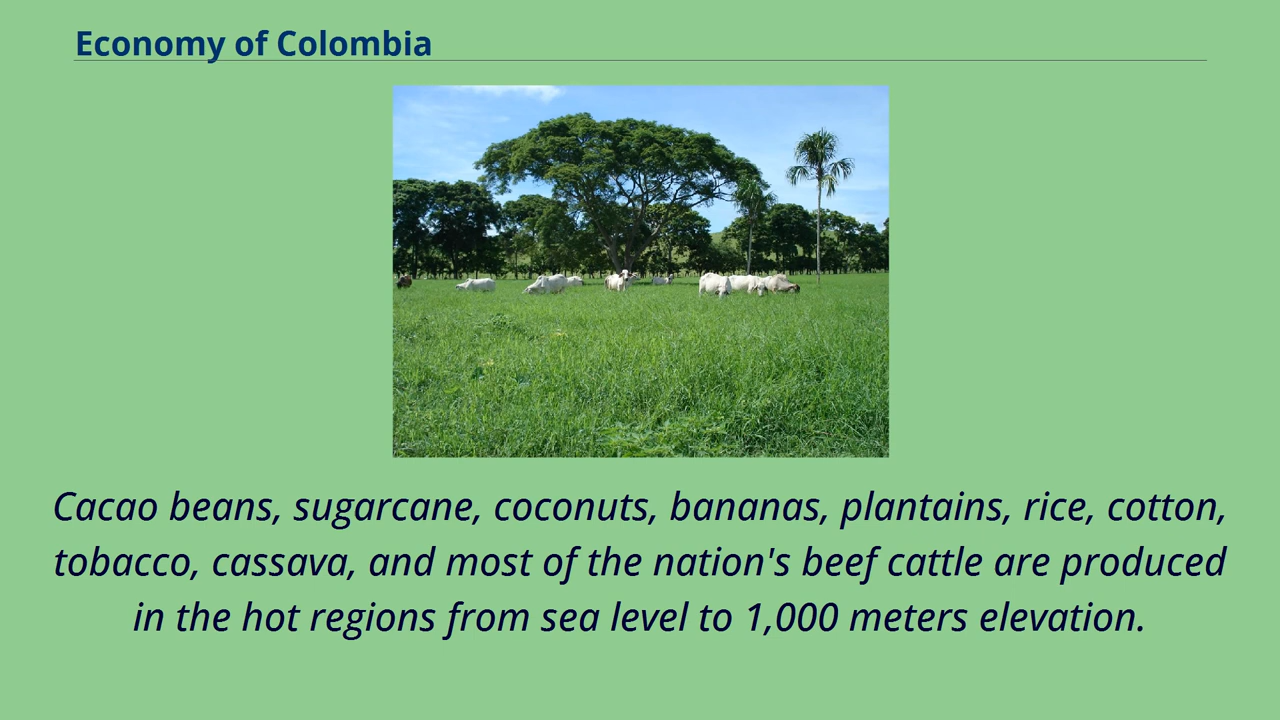 Economy of Colombia
Cacao beans, sugarcane, coconuts, bananas, plantains, rice, cotton,
tobacco, cassava, and most of the nation's beef cattle are produced
in the hot regions from sea level to 1,000 meters elevation.